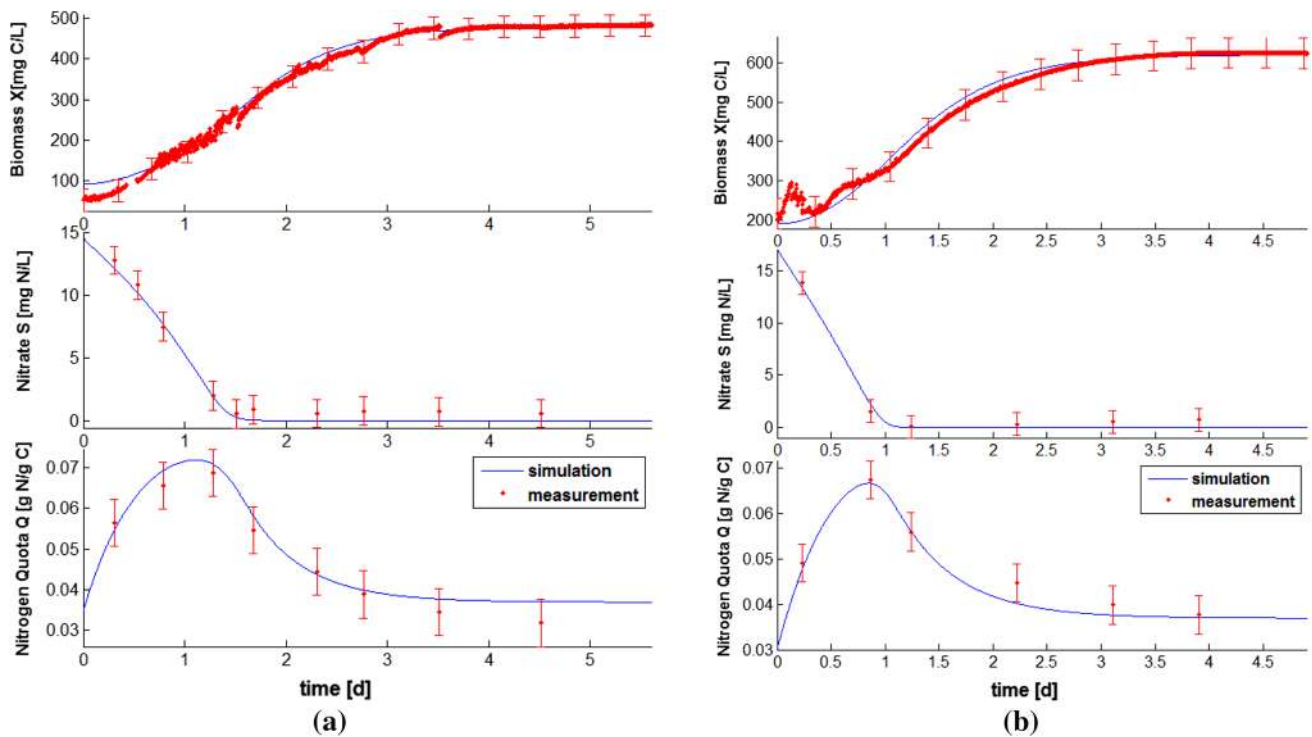 Biomass X[mg C/L]
500
400
300
200
100
0 1 2 3 4 5
Nitrate S [mg N/L]
15
10
5
0
0 1 2 3 4 5
Nitrogen Quota Q [g N/g C]
0.07
0.06
0.05
0.04
0.03
simulation
measurement
0 1 2 3 4 5
time [d]
(a)
Biomass X[mg C/L]
600
500
400
300
200
0 0.5 1 1.5 2 2.5 3 3.5 4 4.5
Nitrate S [mg N/L]
15
10
5
0
0 0.5 1 1.5 2 2.5 3 3.5 4 4.5
Nitrogen Quota Q [g N/g C]
0.07
0.06
0.05
0.04
0.03
simulation
measurement
0 0.5 1 1.5 2 2.5 3 3.5 4 4.5
time [d]
(b)